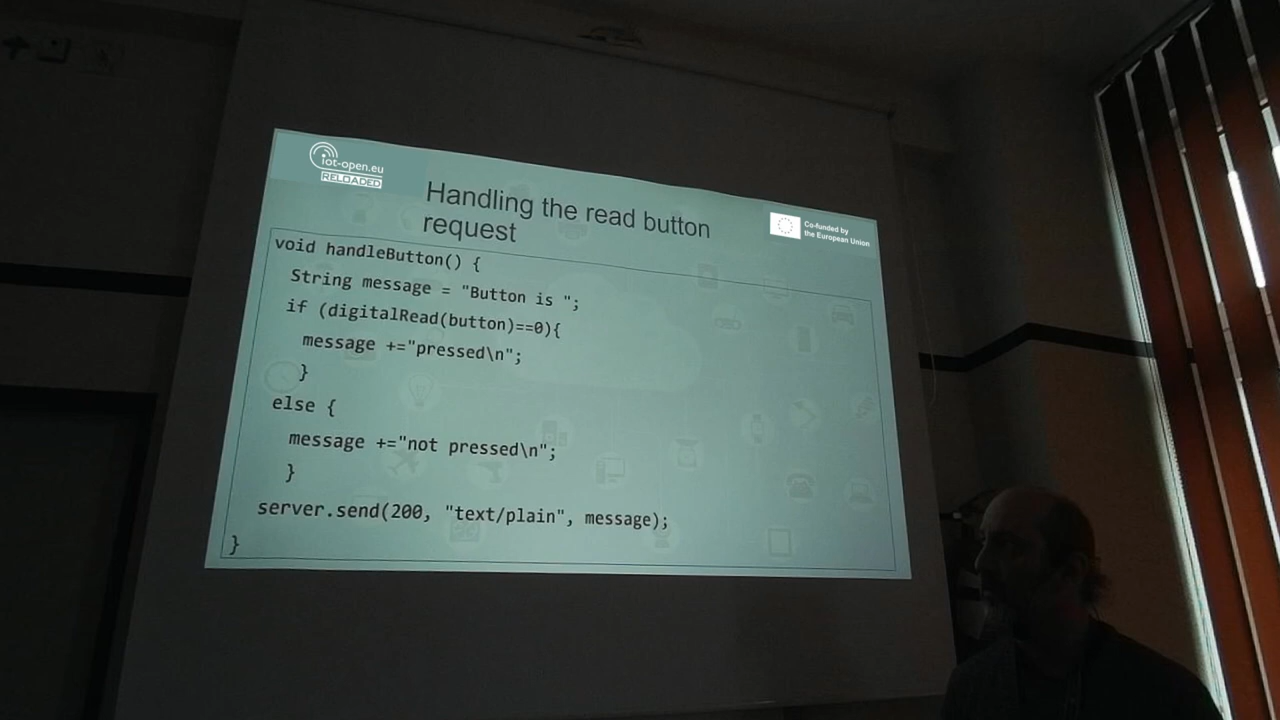 iot-open.eu
RELOADED
Handling the read button
request
Co-funded by
the European Union
void handleButton() {
String message = "Button is ";
if (digitalRead(button)==0){
message +="pressed\n";
}
else {
message +="not pressed\n";
}
server.send(200, "text/plain", message);
}